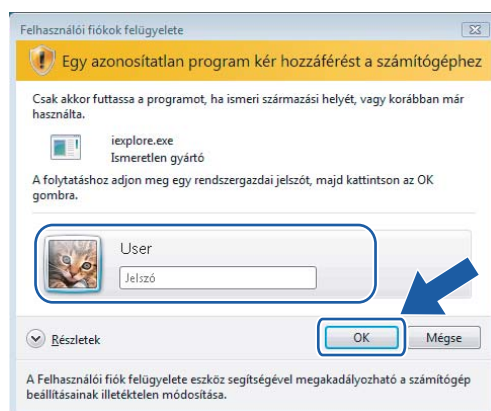 Felhasználói fiókok felügyelete
Egy azonosítatlan program kér hozzáférést a számítógéphez
Csak akkor futtassa a programot, ha ismeri származási helyét, vagy korábban már
használta.
iexplore.exe
Ismeretlen gyártó
A folytatáshoz adjon meg egy rendszergazdai jelszót, majd kattintson az OK
gombra.
User
Jelszó
Részletek
OK
Mégse
A Felhasználói fiók felügyelete eszköz segítségével megakadályozható a számítógép
beállításainak illetéktelen módosítása.